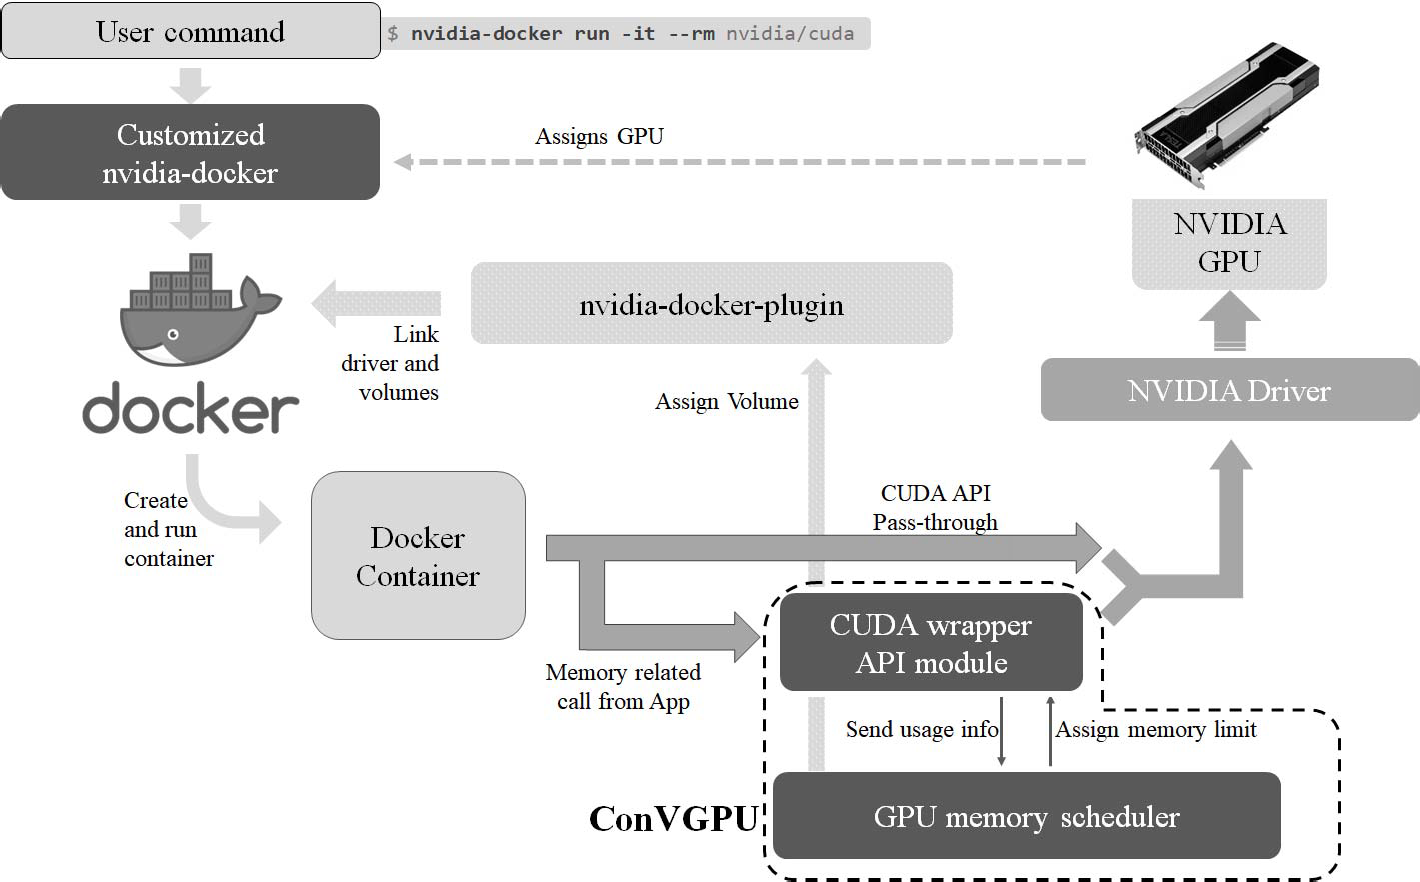 User command
$ nvidia-docker run -it --rm nvidia/cuda
Customized
nvidia-docker
Assigns GPU
NVIDIA
GPU
nvidia-docker-plugin
Link
driver and
volumes
docker
Assign Volume
NVIDIA Driver
Create
and run
container
Docker
Container
CUDA API
Pass-through
CUDA wrapper
API module
Memory related
call from App
Send usage info
Assign memory limit
ConVGPU
GPU memory scheduler